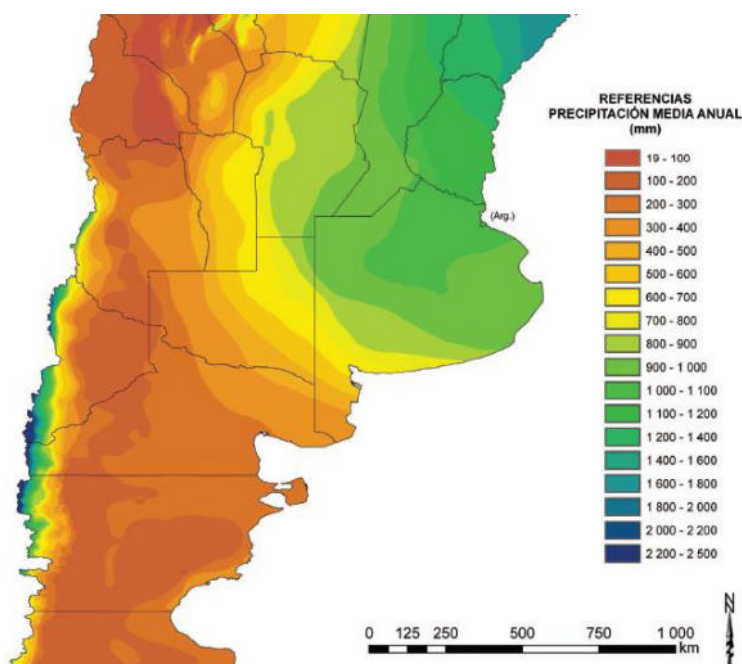 REFERENCIAS
PRECIPITACIÓN MEDIA ANUAL
(mm)
19 - 100
100 - 200
200 - 300
300 - 400
400 - 500
500 - 600
600 - 700
700 - 800
800 - 900
900 - 1 000
1 000 - 1 100
1 100 - 1 200
1 200 - 1 400
1 400 - 1 600
1 600 - 1 800
1 800 - 2 000
2 000 - 2 200
2 200 - 2 500
(Arg.)
N
0 125 250 500 750 1 000
km